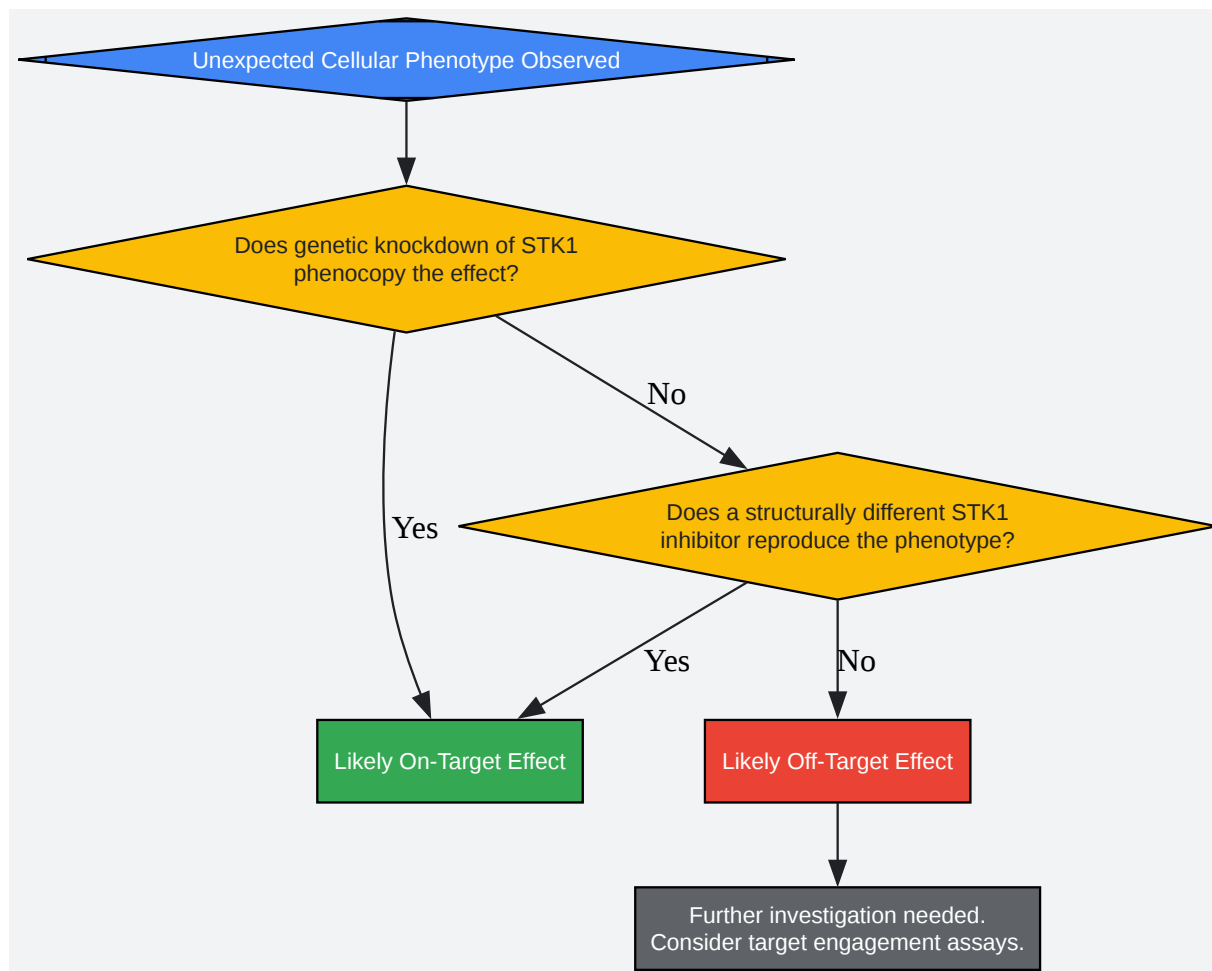 Unexpected Cellular Phenotype Observed
Does genetic knockdown of STK1
phenocopy the effect?
No
Yes
Does a structurally different STK1
inhibitor reproduce the phenotype?
Yes
No
Likely On-Target Effect
Likely Off-Target Effect
Further investigation needed.
Consider target engagement assays.